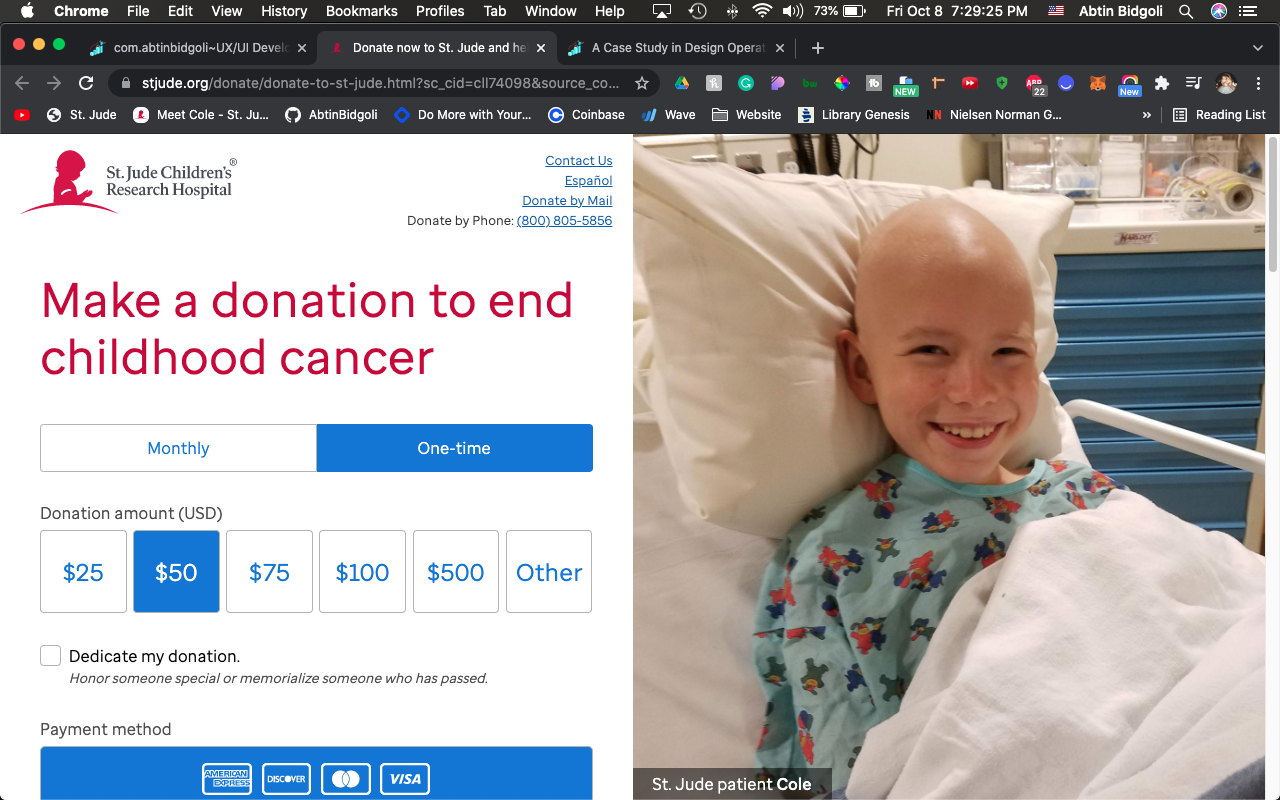 Chrome File Edit View History Bookmarks Profiles Tab Window Help 73% Fri Oct 8 7:29:25 PM Abtin Bidgoli
com.abtinbidgoli~UX/UI Develo Donate now to St. Jude and he A Case Study in Design Operat
stjude.org/donate/donate-to-st-jude.html?sc_cid=cll74098&source_co... NEW 22 New
St. Jude Meet Cole - St. Ju... AbtinBidgoli Do More with Your... Coinbase Wave Website Library Genesis Nielsen Norman G... » Reading List
St. Jude Children's®
Research Hospital
Contact Us
Español
Donate by Mail
Donate by Phone: (800) 805-5856
Make a donation to end
childhood cancer
Monthly One-time
Donation amount (USD)
$25 $50 $75 $100 $500 Other
Dedicate my donation.
Honor someone special or memorialize someone who has passed.
Payment method
AMERICAN EXPRESS DISCOVER VISA
St. Jude patient Cole